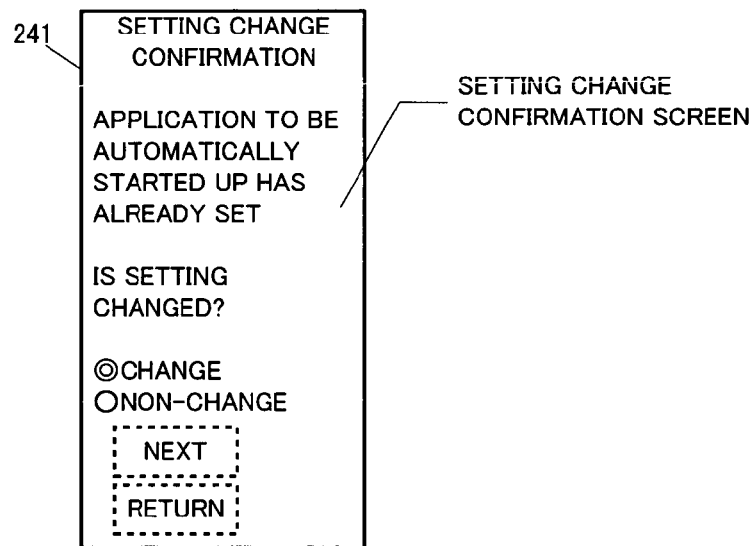 241
SETTING CHANGE
CONFIRMATION
APPLICATION TO BE
AUTOMATICALLY
STARTED UP HAS
ALREADY SET
IS SETTING
CHANGED?
◎CHANGE
○NON-CHANGE
NEXT
RETURN
SETTING CHANGE
CONFIRMATION SCREEN